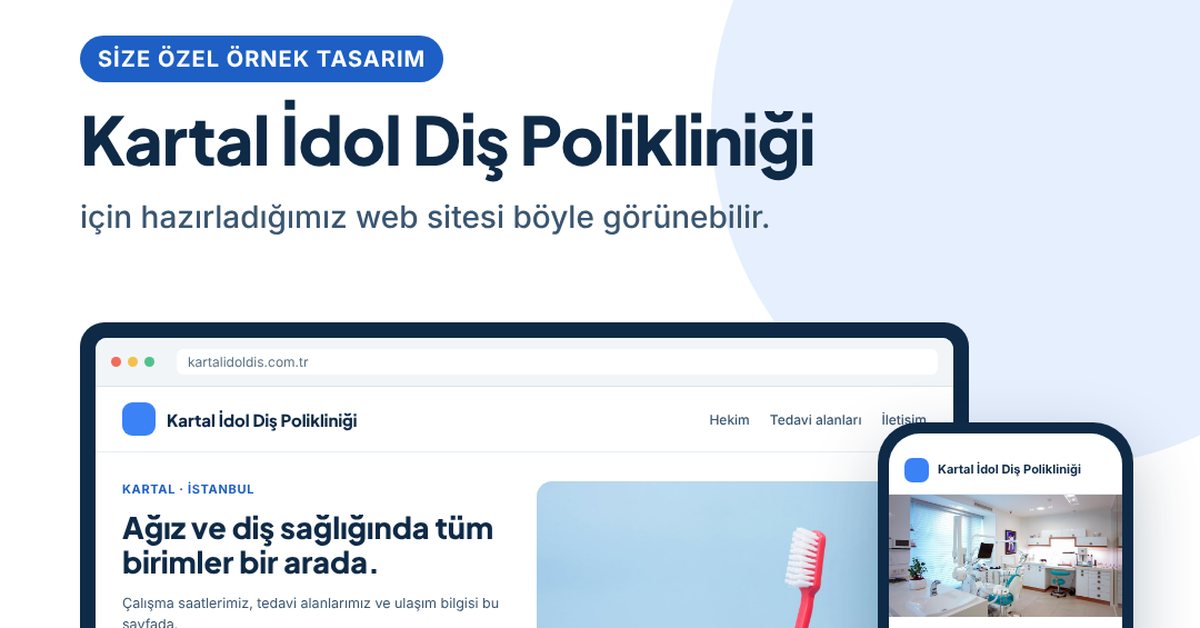 SİZE ÖZEL ÖRNEK TASARIM
Kartal İdol Diş Polikliniği
için hazırladığımız web sitesi böyle görünebilir.
kartalidoldis.com.tr
Kartal İdol Diş Polikliniği
Hekim Tedavi alanları İletişim
Kartal İdol Diş Polikliniği
KARTAL · İSTANBUL
Ağız ve diş sağlığında tüm
birimler bir arada.
Çalışma saatlerimiz, tedavi alanlarımız ve ulaşım bilgisi bu
sayfada.